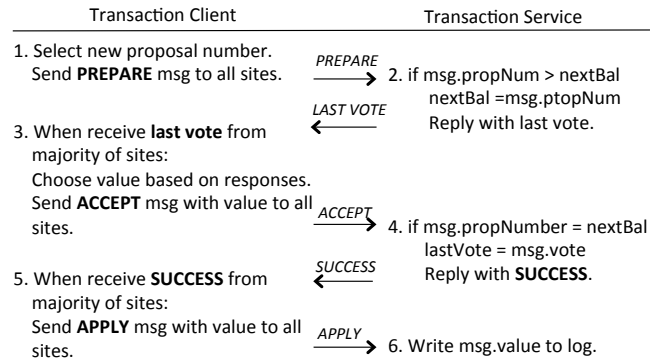 Transaction Client
Transaction Service
1. Select new proposal number.
Send PREPARE msg to all sites.
PREPARE
2. if msg.propNum > nextBal
nextBal =msg.ptopNum
Reply with last vote.
LAST VOTE
3. When receive last vote from
majority of sites:
Choose value based on responses.
Send ACCEPT msg with value to all
sites.
ACCEPT
4. if msg.propNumber = nextBal
lastVote = msg.vote
Reply with SUCCESS.
SUCCESS
5. When receive SUCCESS from
majority of sites:
Send APPLY msg with value to all
sites.
APPLY
6. Write msg.value to log.